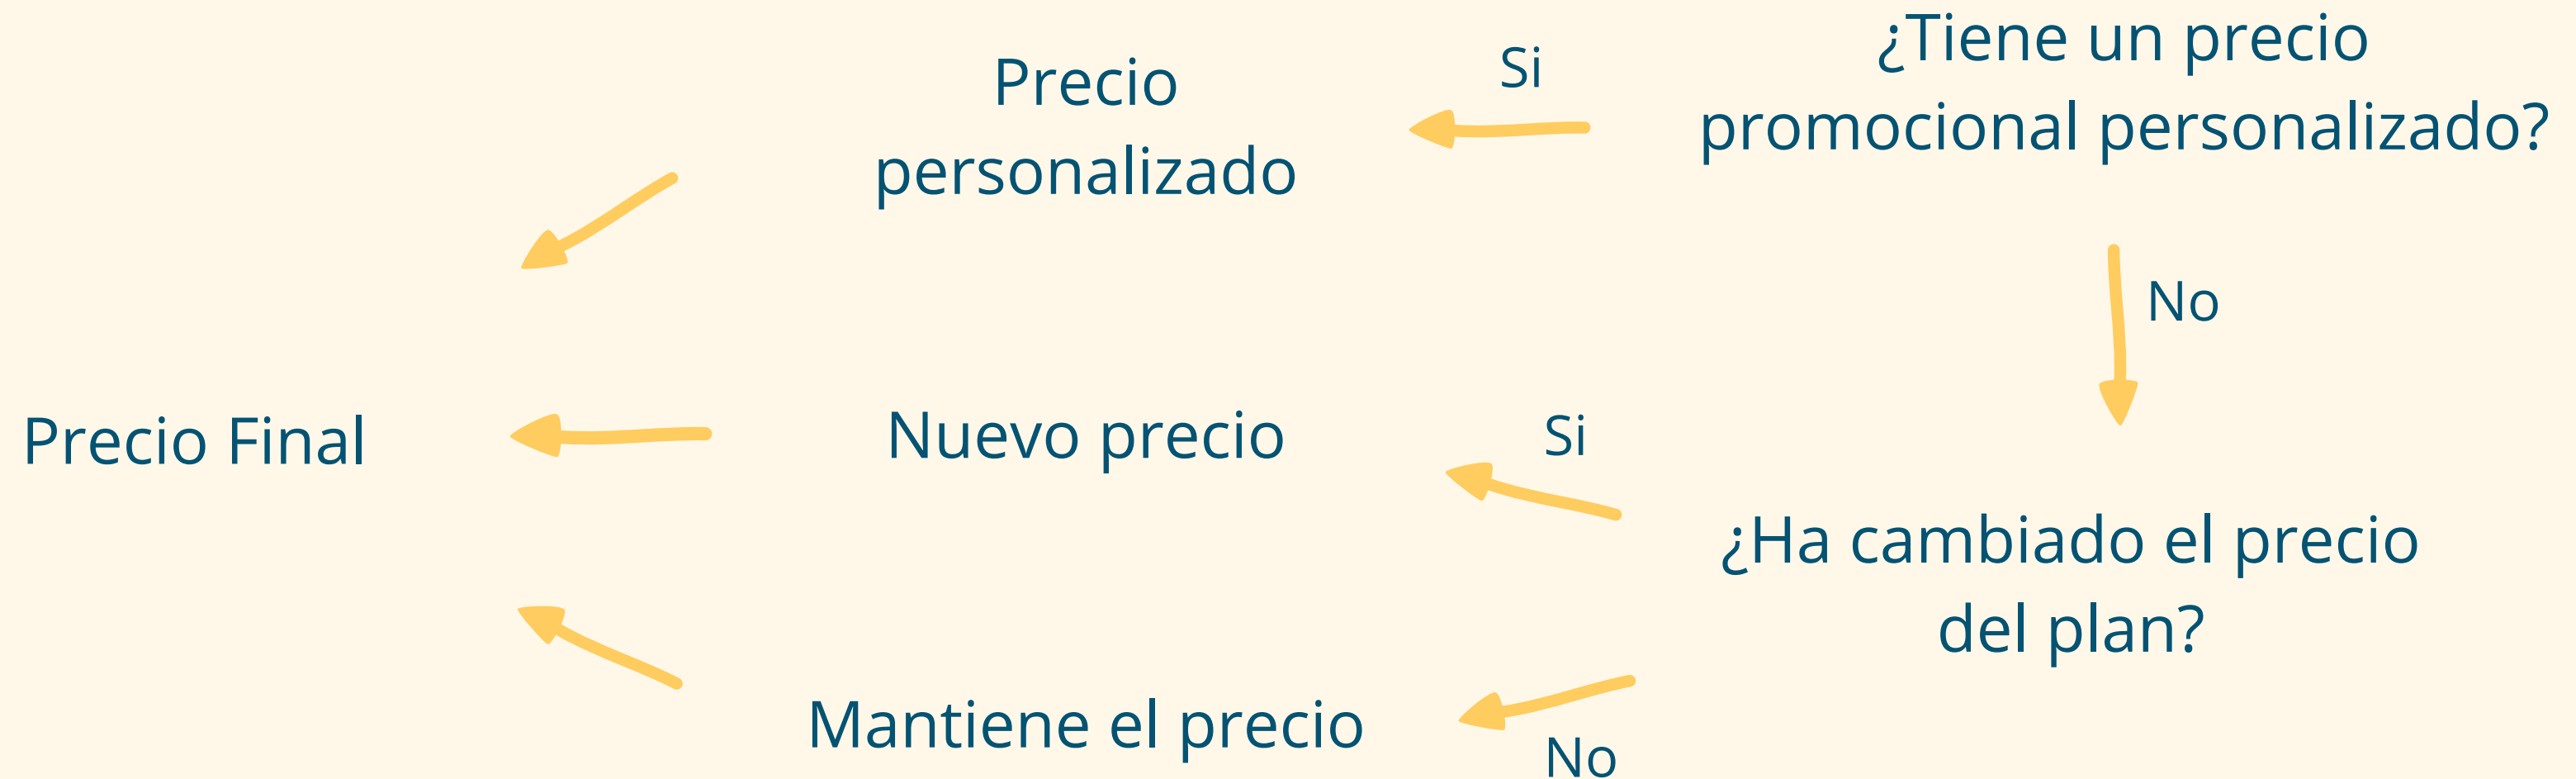 ¿Tiene un precio
promocional personalizado?
Si
Precio
personalizado
No
¿Ha cambiado el precio
del plan?
Si
Nuevo precio
No
Mantiene el precio
Precio Final